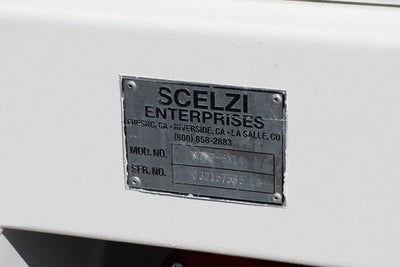 SCELZI
ENTERPRISES
FRESNO, CA - RIVERSIDE, CA - LA SALLE, CO
(800) 858-2883
MOD. NO.
SER. NO.